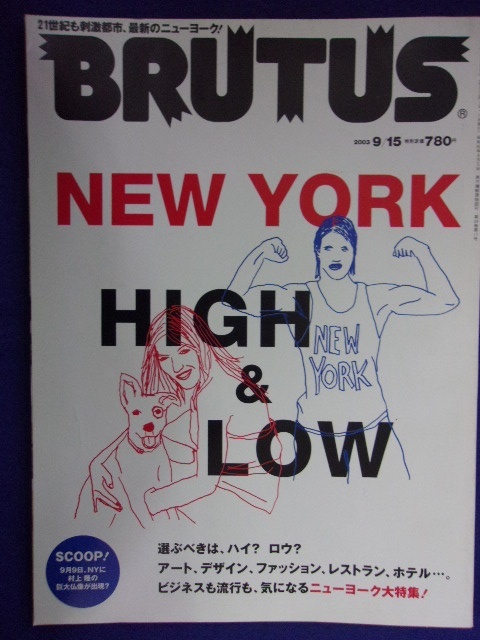 21世紀も刺激都市、最新のニューヨーク!
BRUTUS®
2003 9/15 特別定価780円
NEW YORK
HIGH
&
LOW
NEW
YORK
SCOOP!
9月9日、NYに
村上 隆の
巨大仏像が出現?
選ぶべきは、ハイ? ロウ?
アート、デザイン、ファッション、レストラン、ホテル…。
ビジネスも流行も、気になるニューヨーク大特集!